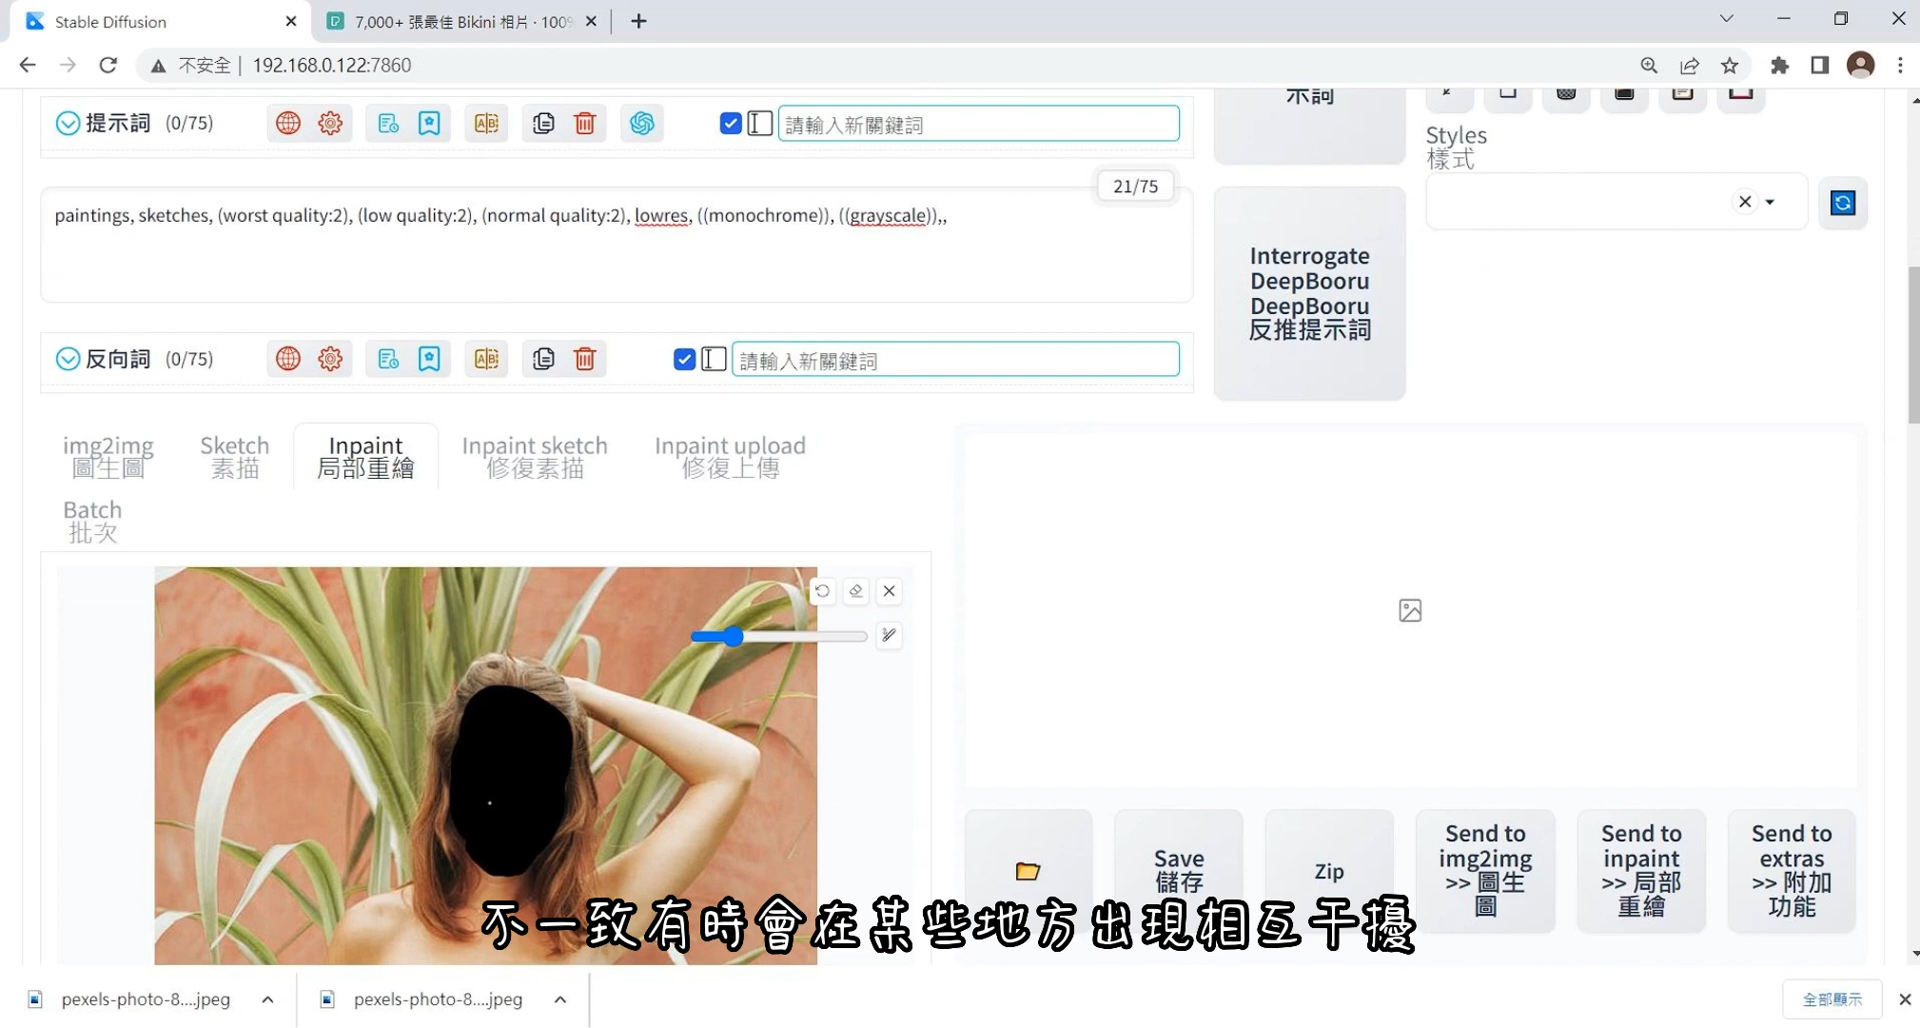 Stable Diffusion
7,000+ 張最佳 Bikini 相片 · 100%
不安全 | 192.168.0.122:7860
提示詞 (0/75)
請輸入新關鍵詞
示詞
Styles
樣式
21/75
paintings, sketches, (worst quality:2), (low quality:2), (normal quality:2), lowres, ((monochrome)), ((grayscale)),,
Interrogate
DeepBooru
DeepBooru
反推提示詞
反向詞 (0/75)
請輸入新關鍵詞
img2img
圖生圖
Sketch
素描
Inpaint
局部重繪
Inpaint sketch
修復素描
Inpaint upload
修復上傳
Batch
批次
Save
儲存
Zip
Send to
img2img
>> 圖生
圖
Send to
inpaint
>> 局部
重繪
Send to
extras
>> 附加
功能
不一致有時會在某些地方出現相互干擾
pexels-photo-8....jpeg
pexels-photo-8....jpeg
全部顯示